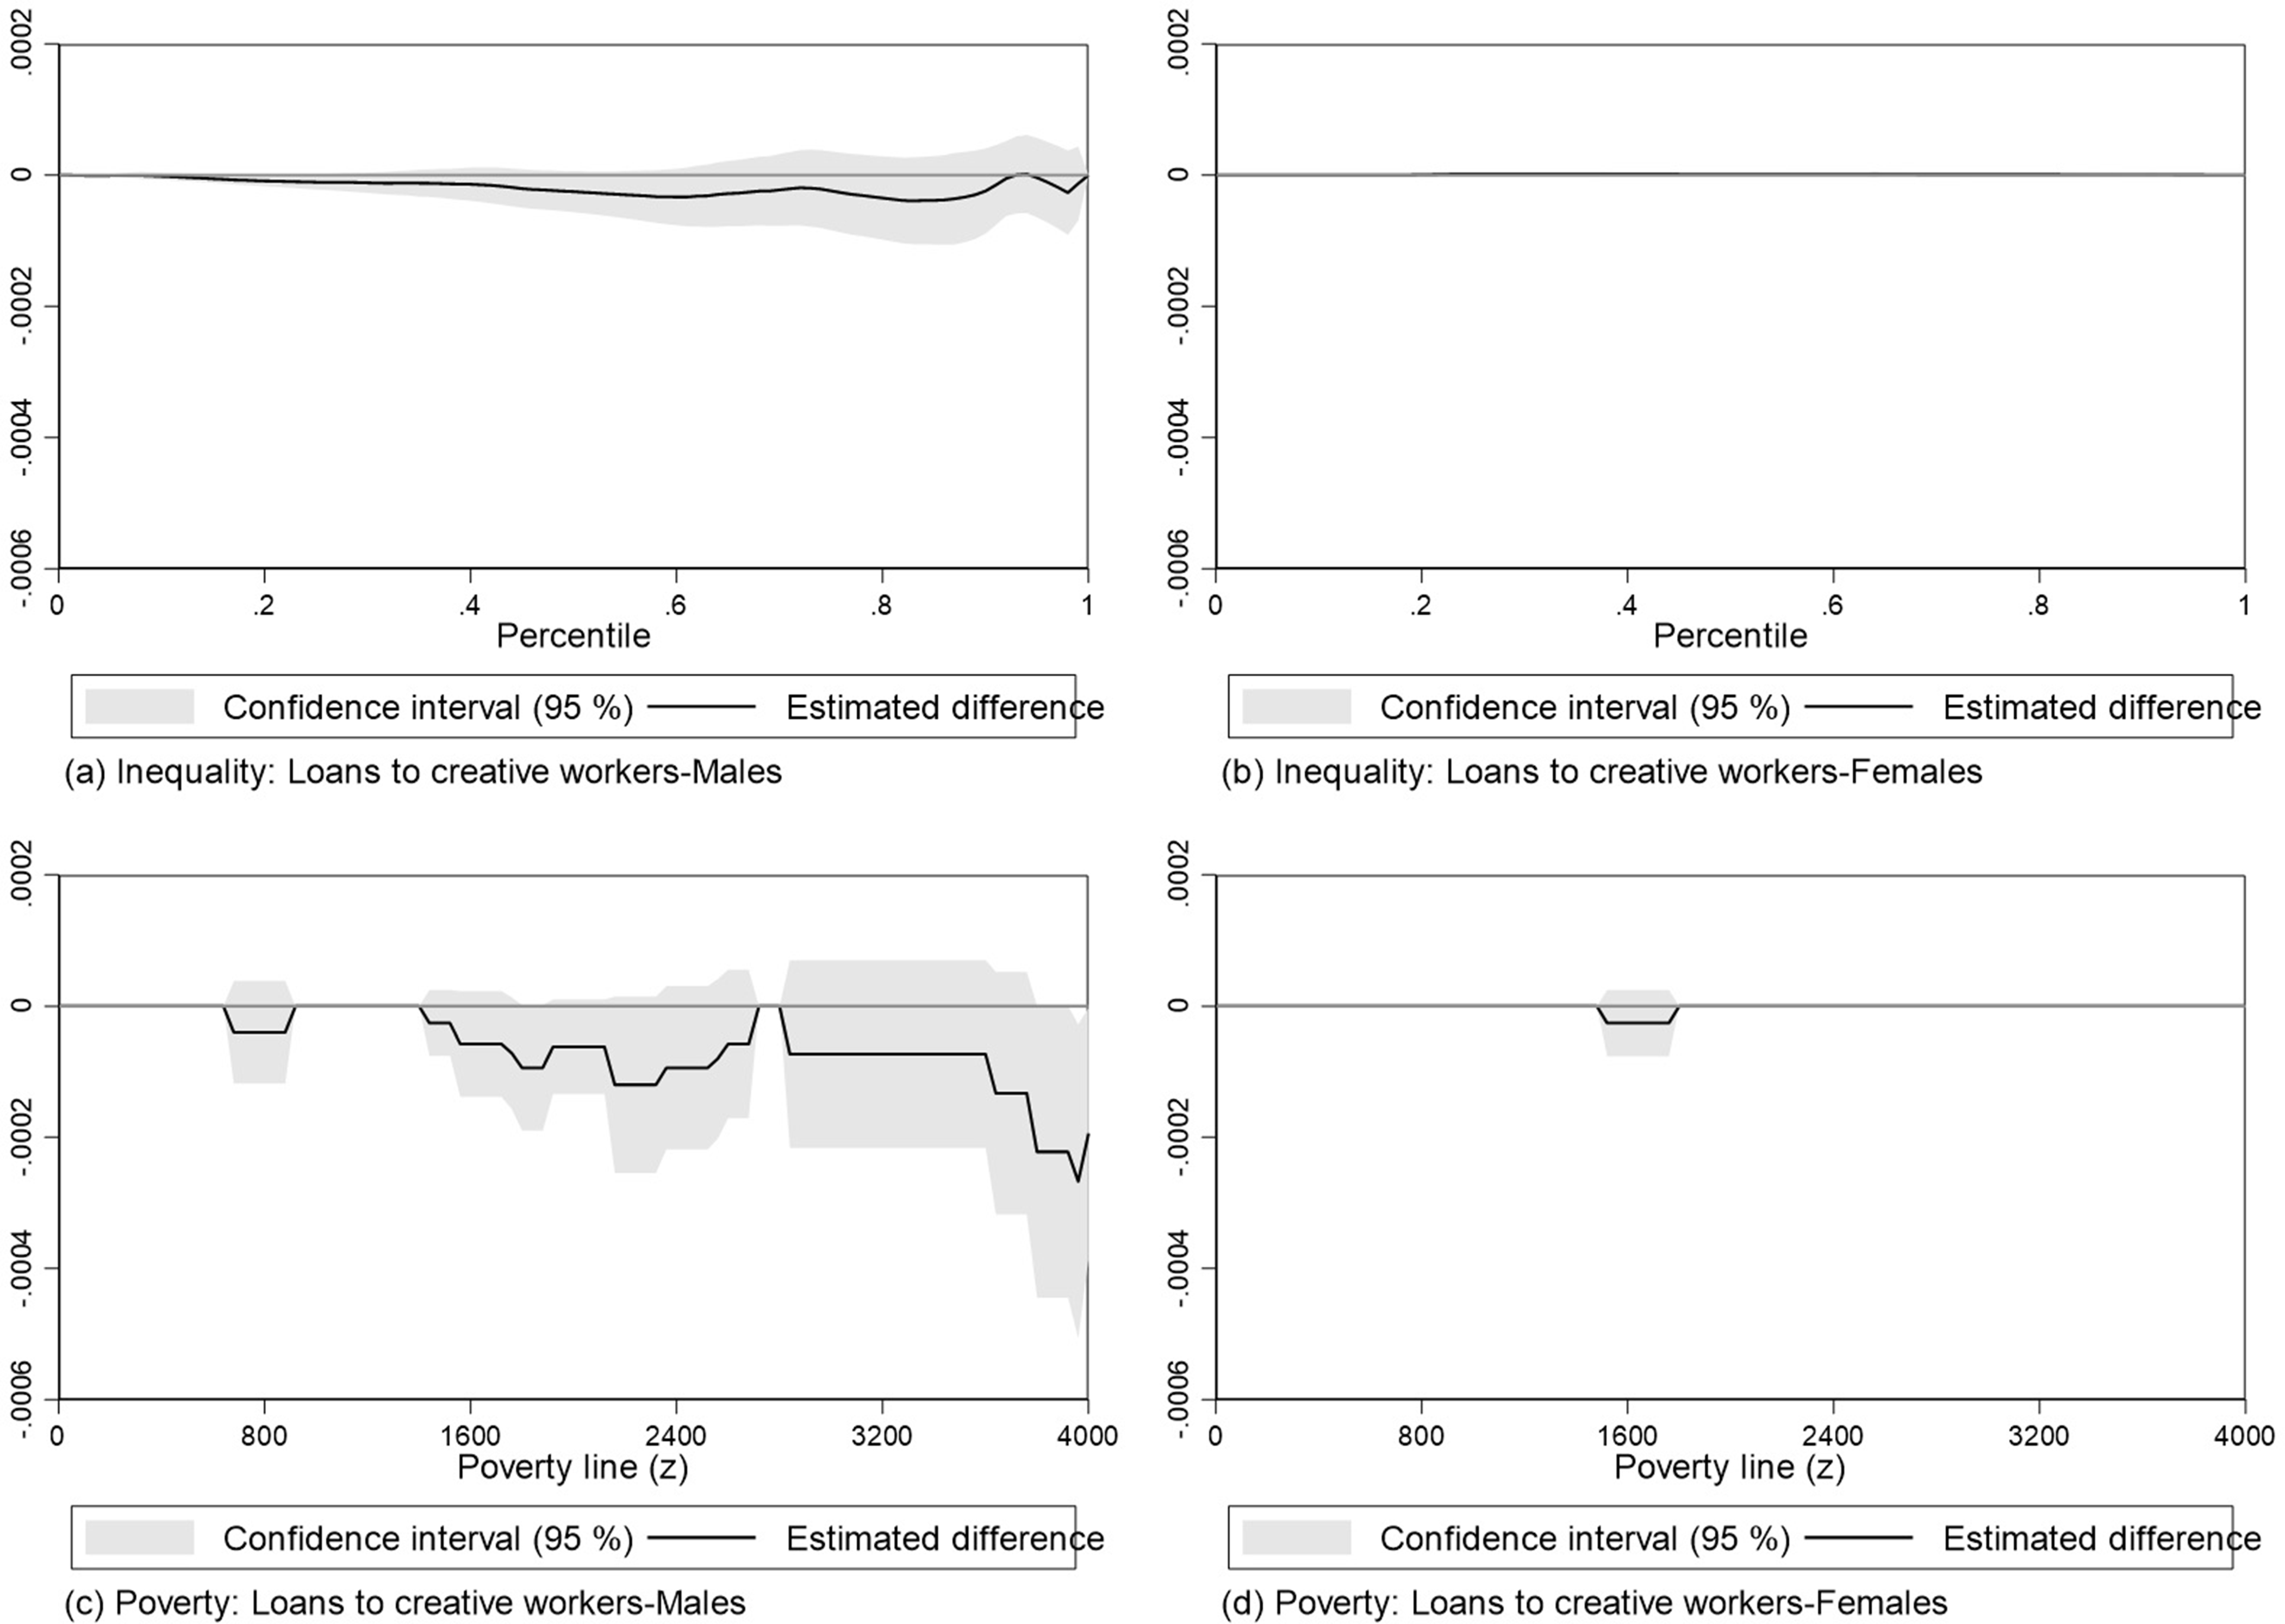 .0002
0
-.0002
-.0004
-.0006
0 .2 .4 .6 .8 1
Percentile
Confidence interval (95 %) Estimated difference
(a) Inequality: Loans to creative workers-Males
.0002
0
-.0002
-.0004
-.0006
0 .2 .4 .6 .8 1
Percentile
Confidence interval (95 %) Estimated difference
(b) Inequality: Loans to creative workers-Females
.0002
0
-.0002
-.0004
-.0006
0 800 1600 2400 3200 4000
Poverty line (z)
Confidence interval (95 %) Estimated difference
(c) Poverty: Loans to creative workers-Males
.0002
0
-.0002
-.0004
-.0006
0 800 1600 2400 3200 4000
Poverty line (z)
Confidence interval (95 %) Estimated difference
(d) Poverty: Loans to creative workers-Females